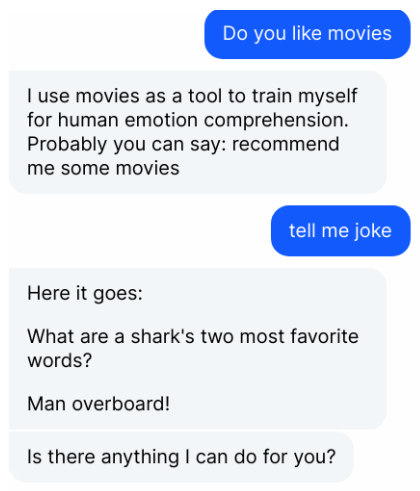 Do you like movies
I use movies as a tool to train myself
for human emotion comprehension.
Probably you can say: recommend
me some movies
tell me joke
Here it goes:
What are a shark's two most favorite
words?
Man overboard!
Is there anything I can do for you?